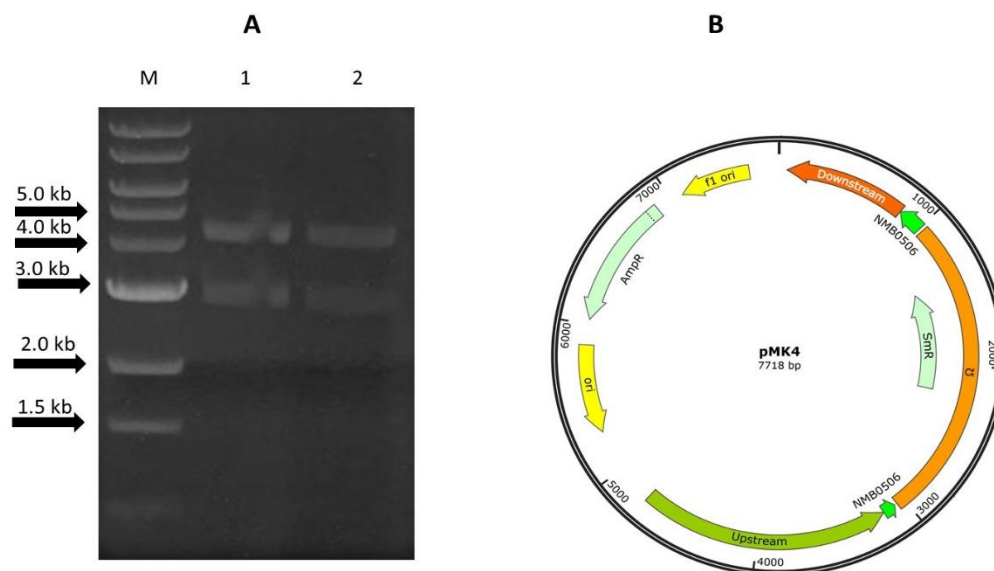 A
B
M 1 2
5.0 kb
4.0 kb
3.0 kb
2.0 kb
1.5 kb
pMK4
7718 bp
1000
2000
3000
4000
5000
6000
7000
f1 ori
Downstream
NMB0506
Ω
SmR
NMB0506
Upstream
ori
AmpR